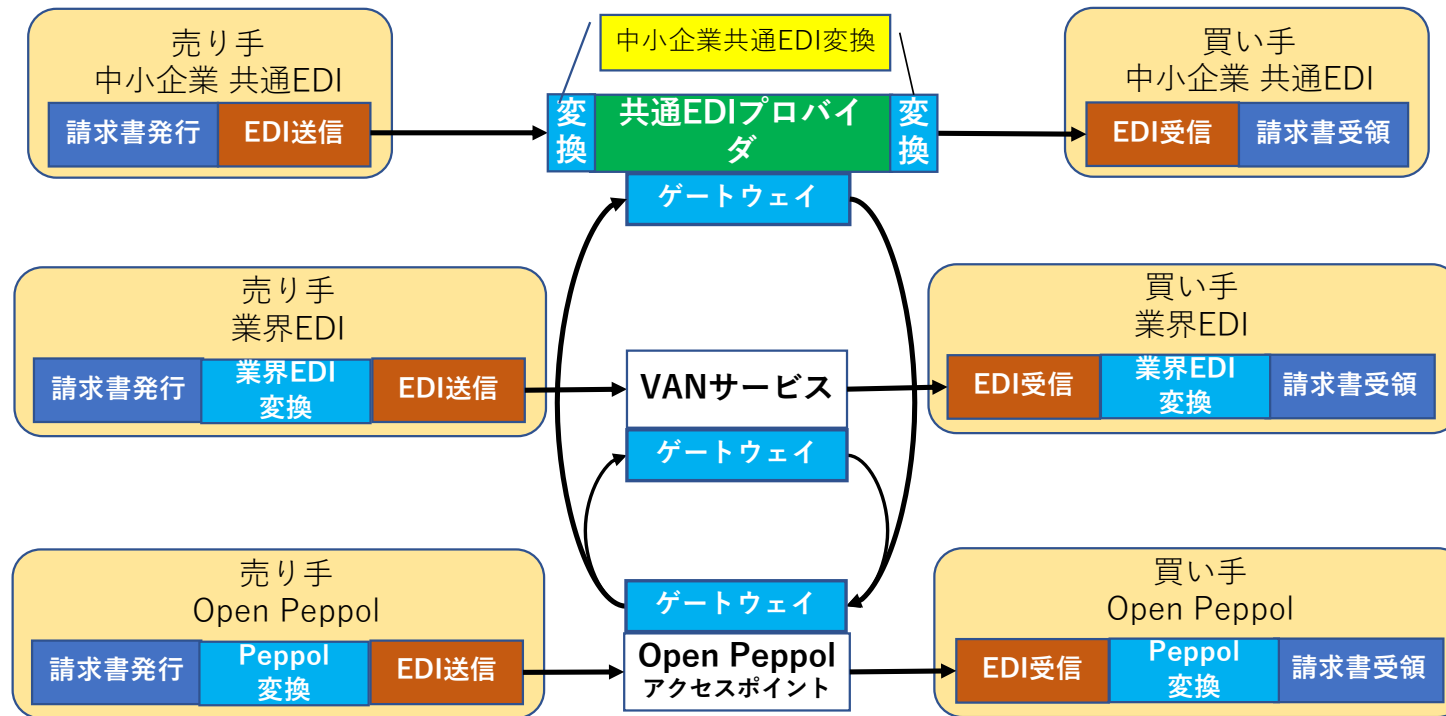 売り手
中小企業 共通EDI
請求書発行
EDI送信
中小企業共通EDI変換
変
換
共通EDIプロバイ
ダ
変
換
ゲートウェイ
買い手
中小企業 共通EDI
EDI受信
請求書受領
売り手
業界EDI
請求書発行
業界EDI
変換
EDI送信
VANサービス
ゲートウェイ
買い手
業界EDI
EDI受信
業界EDI
変換
請求書受領
売り手
Open Peppol
請求書発行
Peppol
変換
EDI送信
ゲートウェイ
Open Peppol
アクセスポイント
買い手
Open Peppol
EDI受信
Peppol
変換
請求書受領